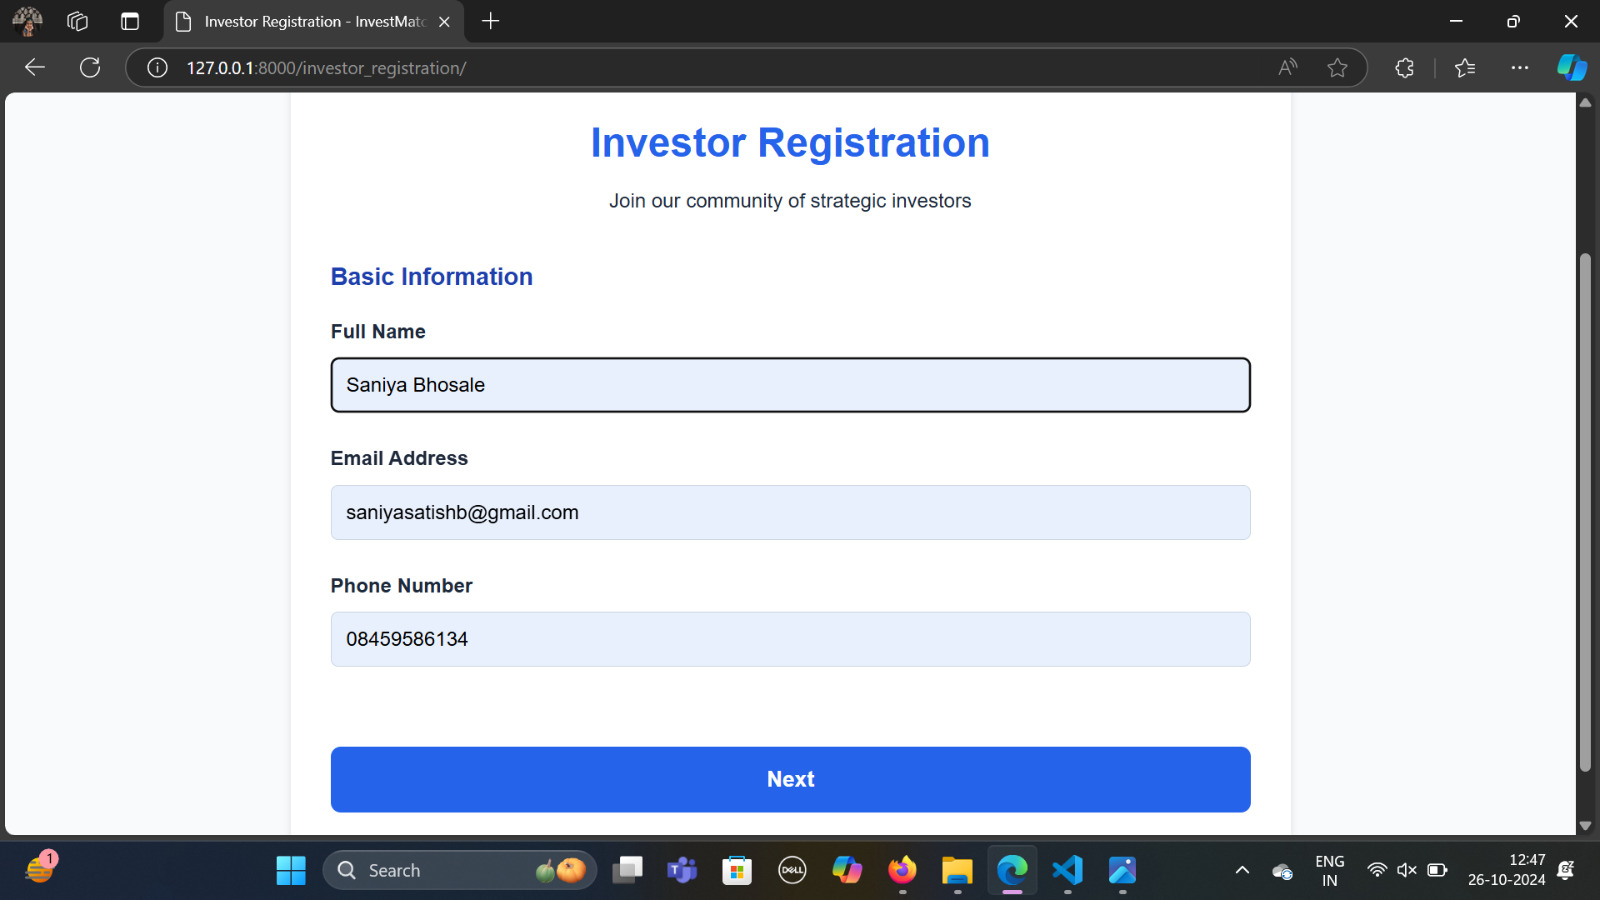 Investor Registration - InvestMatc
127.0.0.1:8000/investor_registration/
Investor Registration
Join our community of strategic investors
Basic Information
Full Name
Saniya Bhosale
Email Address
saniyasatishb@gmail.com
Phone Number
08459586134
Next
1
Search
DELL
ENG
IN
12:47
26-10-2024